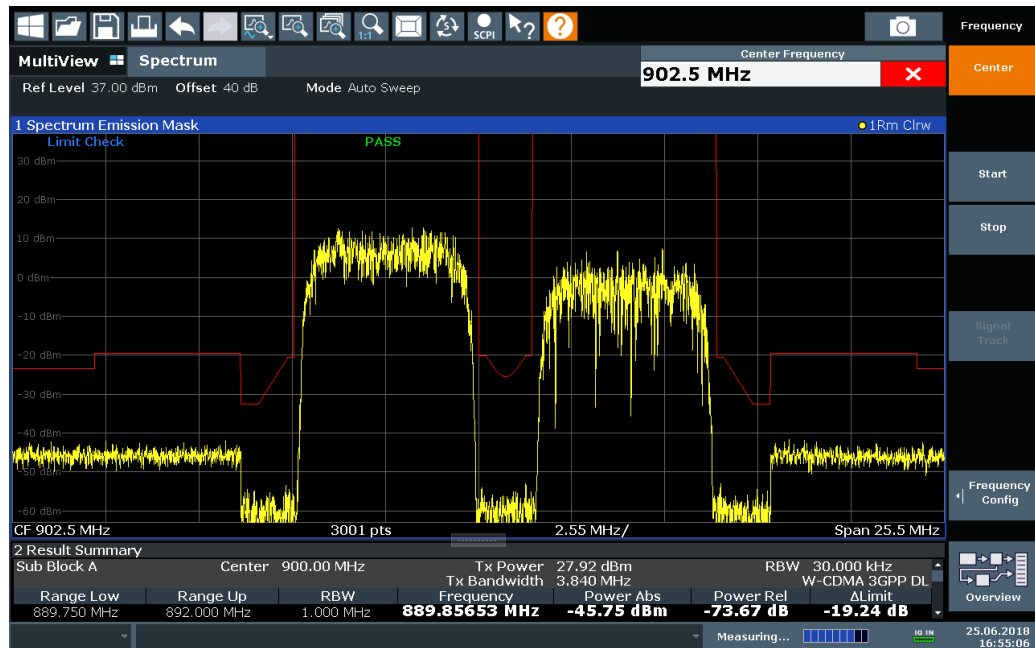 1:1
SCPI
?
?
Frequency
MultiView Spectrum
Center Frequency
902.5 MHz
Center
Ref Level 37.00 dBm Offset 40 dB Mode Auto Sweep
1 Spectrum Emission Mask 1Rm Clrw
Limit Check PASS
30 dBm
Start
20 dBm
Stop
10 dBm
0 dBm
-10 dBm
Signal
Track
-20 dBm
-30 dBm
-40 dBm
-50 dBm
Frequency
Config
-60 dBm
CF 902.5 MHz 3001 pts 2.55 MHz/ Span 25.5 MHz
2 Result Summary
Sub Block A Center 900.00 MHz Tx Power 27.92 dBm RBW 30.000 kHz
Tx Bandwidth 3.840 MHz W-CDMA 3GPP DL
Range Low Range Up RBW Frequency Power Abs Power Rel ΔLimit
889.750 MHz 892.000 MHz 1.000 MHz 889.85653 MHz -45.75 dBm -73.67 dB -19.24 dB
Overview
Measuring... IQ IN 25.06.2018
16:55:06